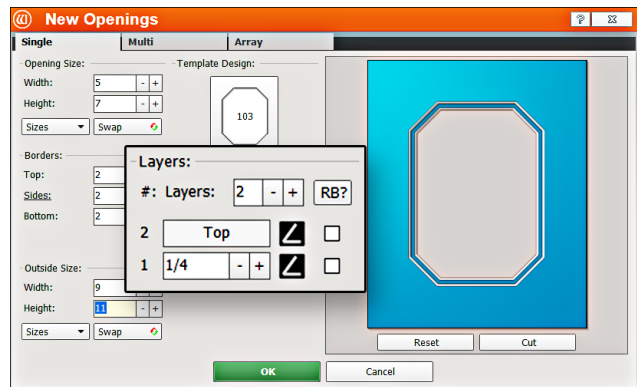 New Openings
? 
Single Multi Array
Opening Size: Template Design:
Width: 5 - +
Height: 7 - +
Sizes Swap
103
Borders:
Top: 2
Sides: 2
Bottom: 2
Layers:
#: Layers: 2 - + RB?
2 Top
1 1/4 - +
Outside Size:
Width: 9 - +
Height: 11 - +
Sizes Swap
Reset Cut
OK Cancel